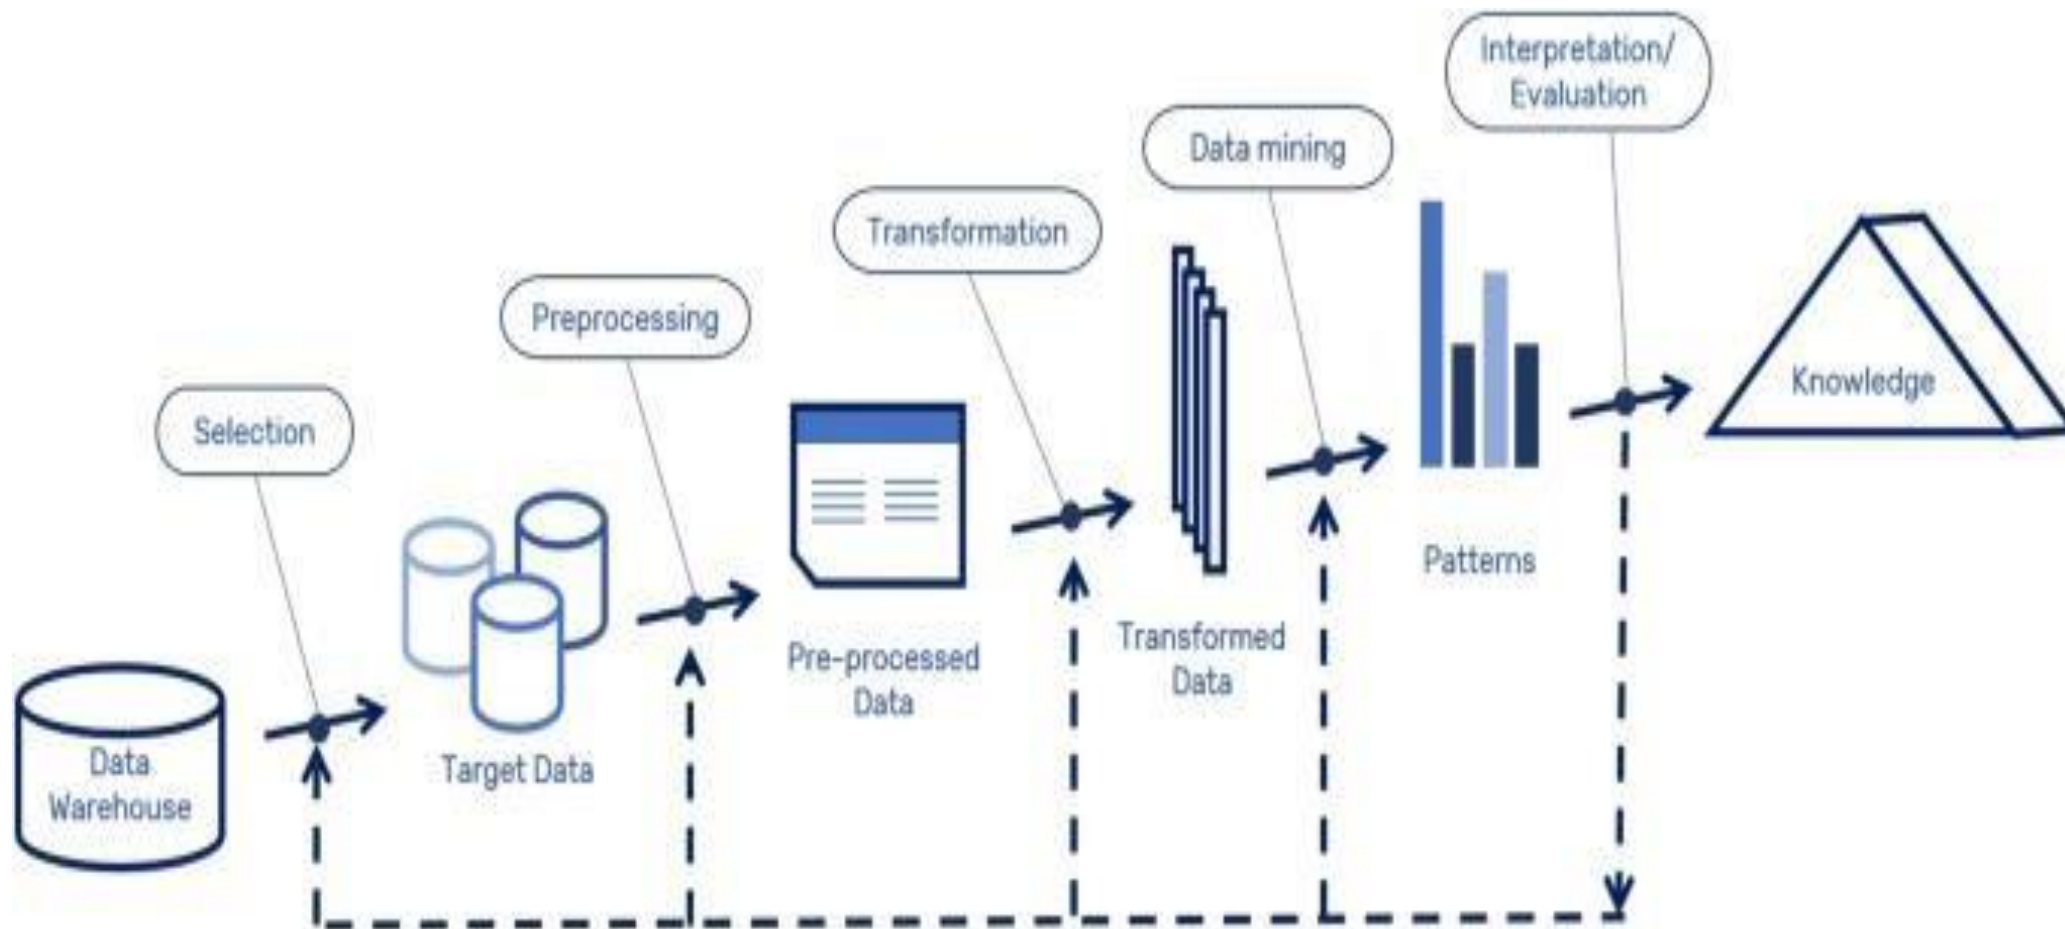 Interpretation/
Evaluation
Data mining
Transformation
Preprocessing
Selection
Knowledge
Patterns
Transformed
Data
Pre-processed
Data
Target Data
Data
Warehouse